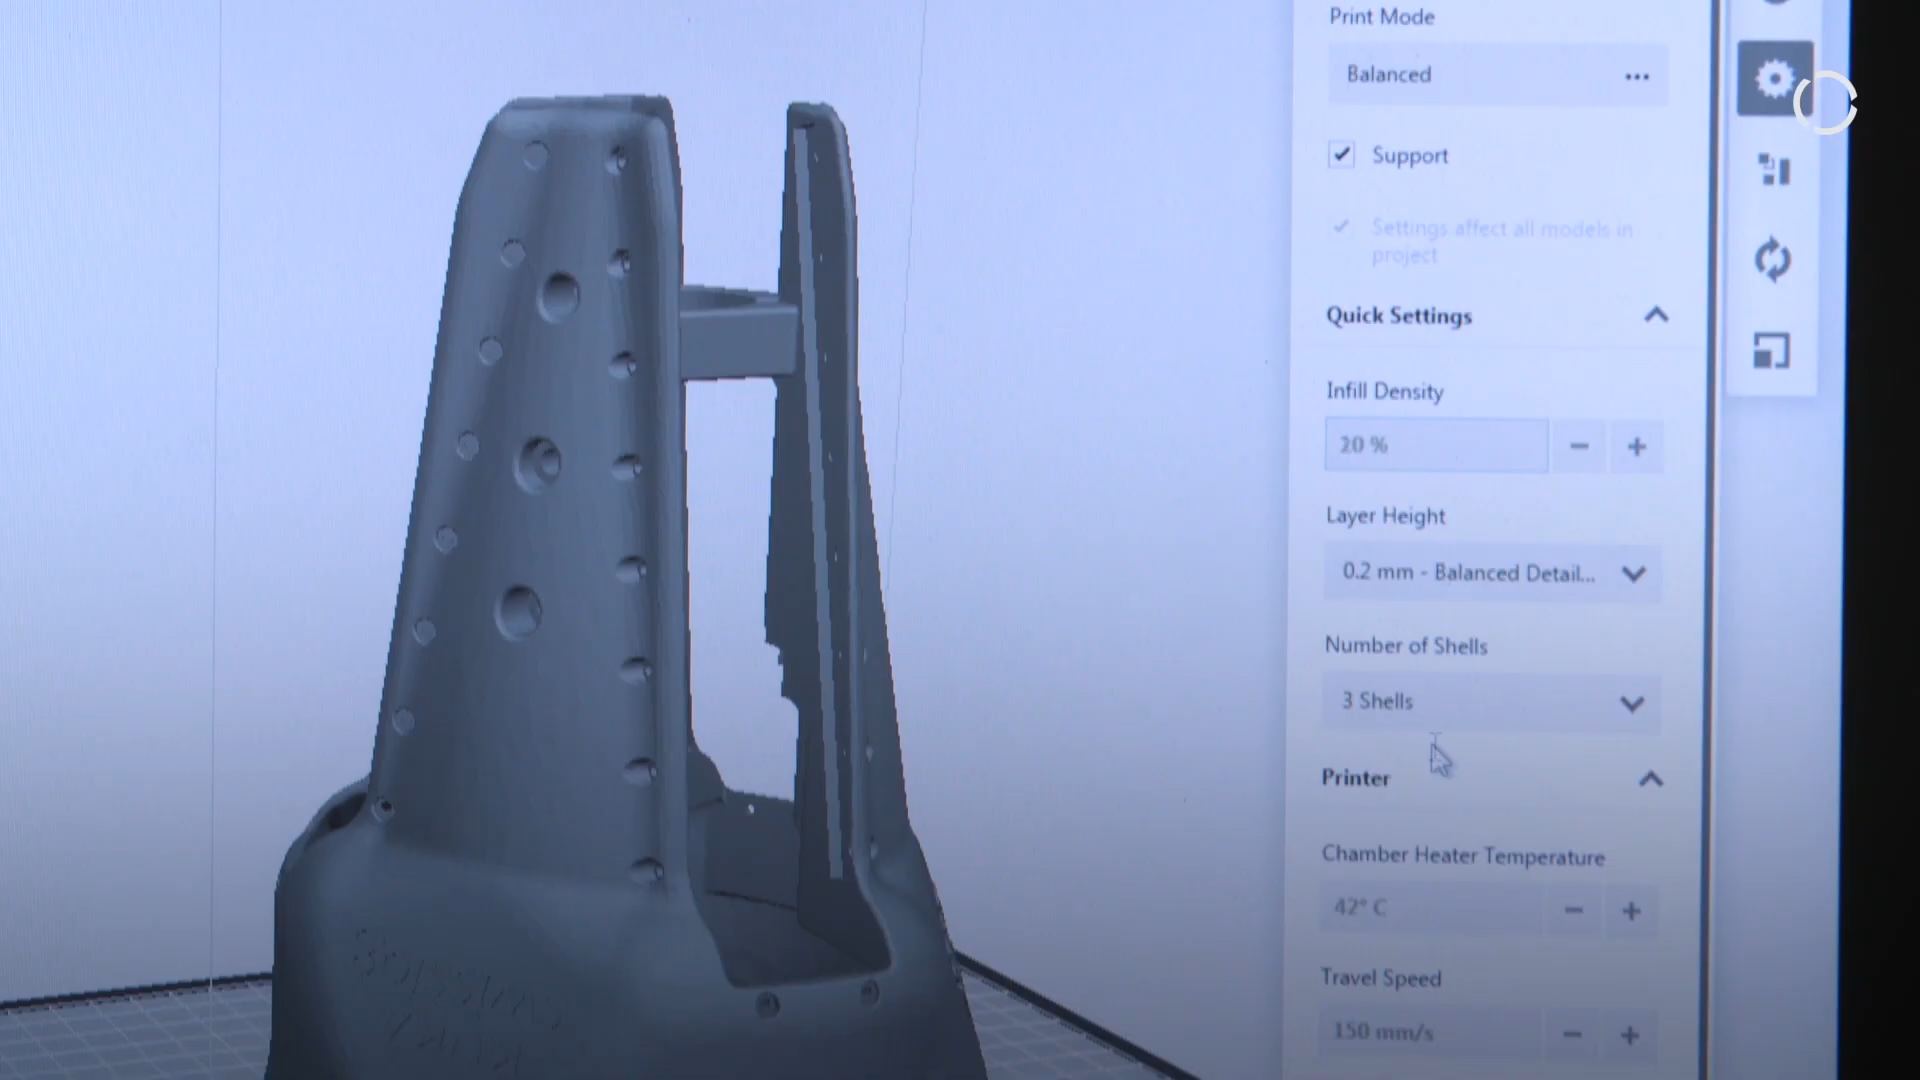 Print Mode
Balanced
Support
Settings affect all models in
project
Quick Settings
Infill Density
20 %
Layer Height
0.2 mm - Balanced Detail...
Number of Shells
3 Shells
Printer
Chamber Heater Temperature
42° C
Travel Speed
150 mm/s